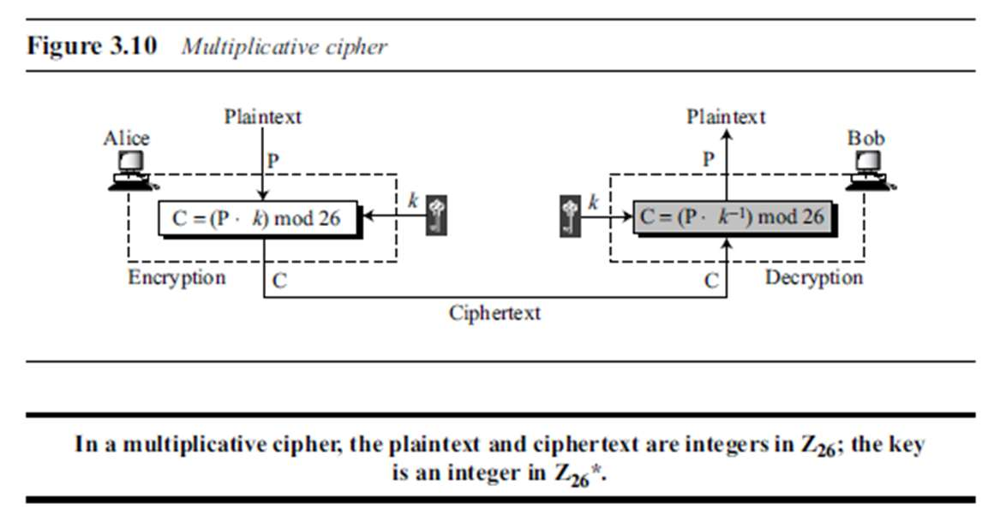 Figure 3.10 Multiplicative cipher
Plaintext
Plaintext
Alice
Bob
P
P
k
k
C = (P · k) mod 26
C = (P · k⁻¹) mod 26
Encryption
C
C
Decryption
Ciphertext
In a multiplicative cipher, the plaintext and ciphertext are integers in Z₂₆; the key
is an integer in Z₂₆*.